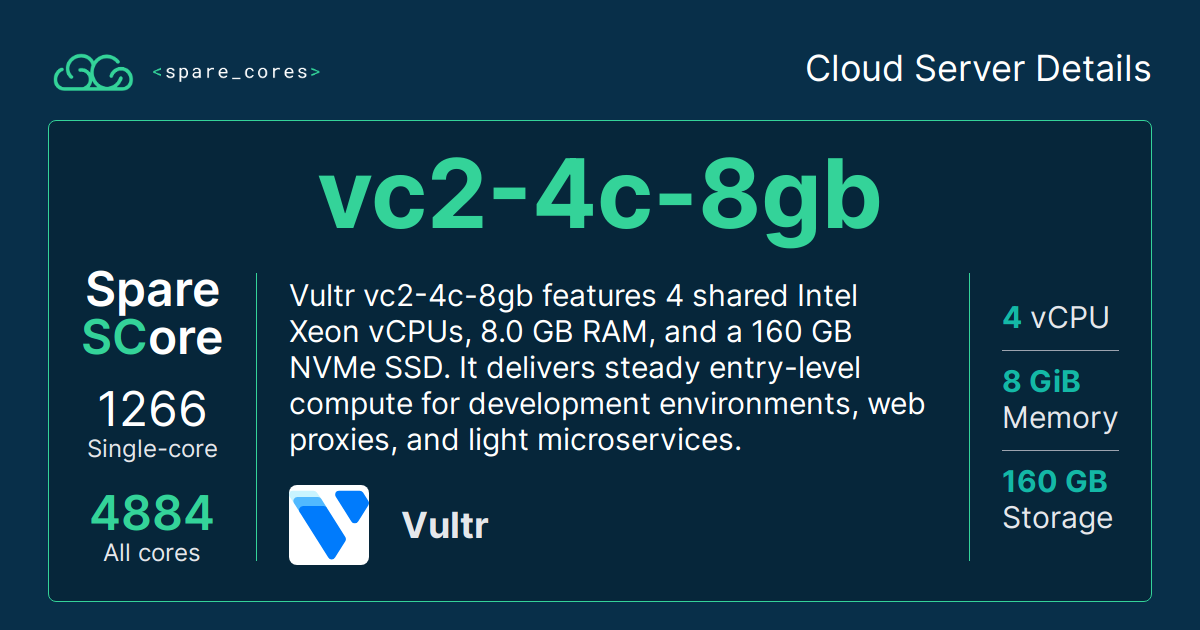 <spare_cores>
Cloud Server Details
vc2-4c-8gb
Spare
SCore
1266
Single-core
4884
All cores
Vultr vc2-4c-8gb features 4 shared Intel
Xeon vCPUs, 8.0 GB RAM, and a 160 GB
NVMe SSD. It delivers steady entry-level
compute for development environments, web
proxies, and light microservices.
Vultr
4 vCPU
8 GiB
Memory
160 GB
Storage